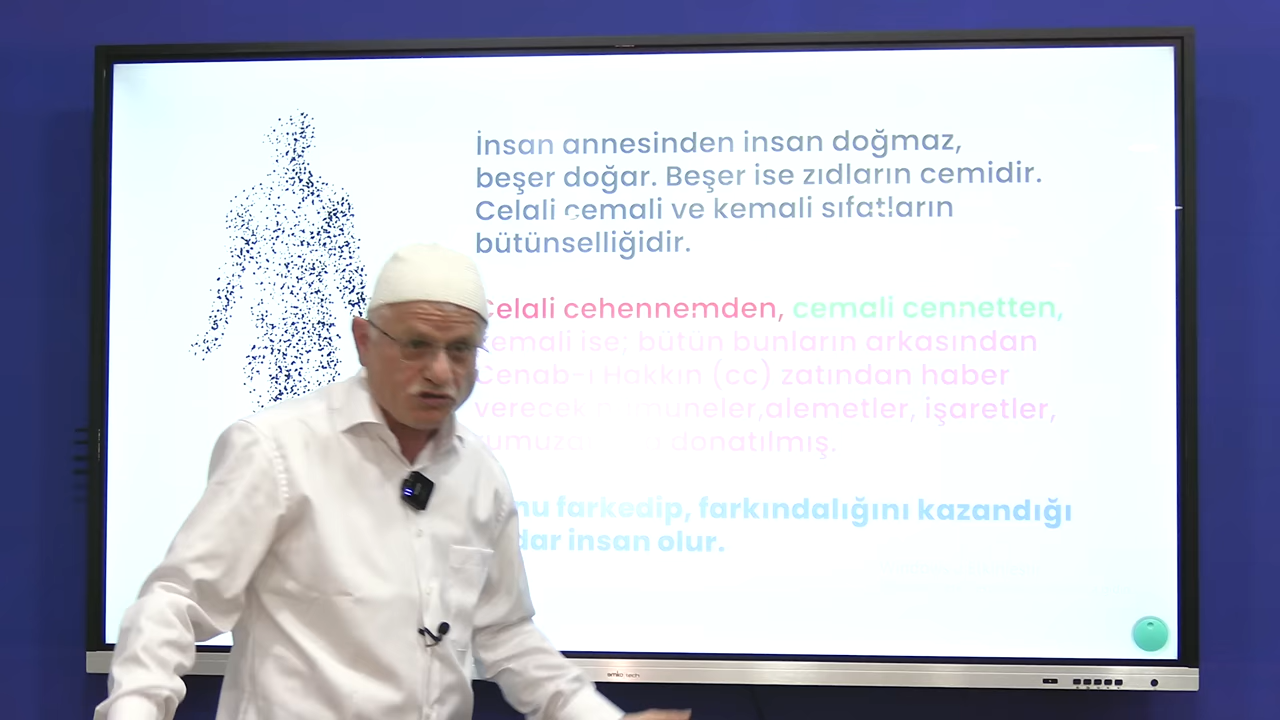 İnsan annesinden insan doğmaz,
beşer doğar. Beşer ise zıdların cemidir.
Celali cemali ve kemali sıfatların
bütünselliğidir.
Celali cehennemden, cemali cennetten,
kemali ise; bütün bunların arkasından
Cenab-ı Hakkın (cc) zatından haber
verecek numuneler,alemetler, işaretler,
donatılmış.
farkedip, farkındalığını kazandığı
insan olur.